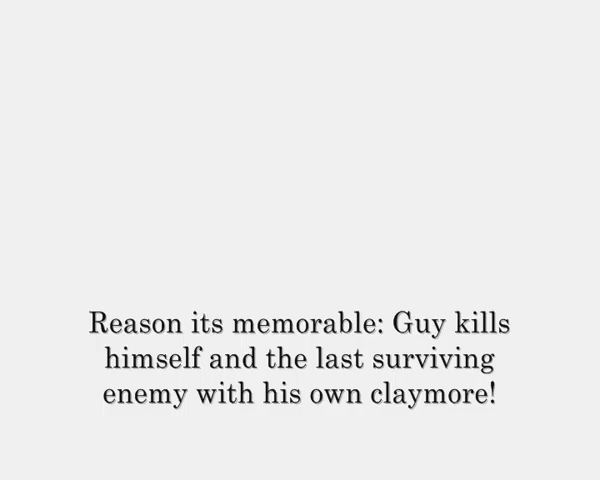 Reason its memorable: Guy kills
himself and the last surviving
enemy with his own claymore!